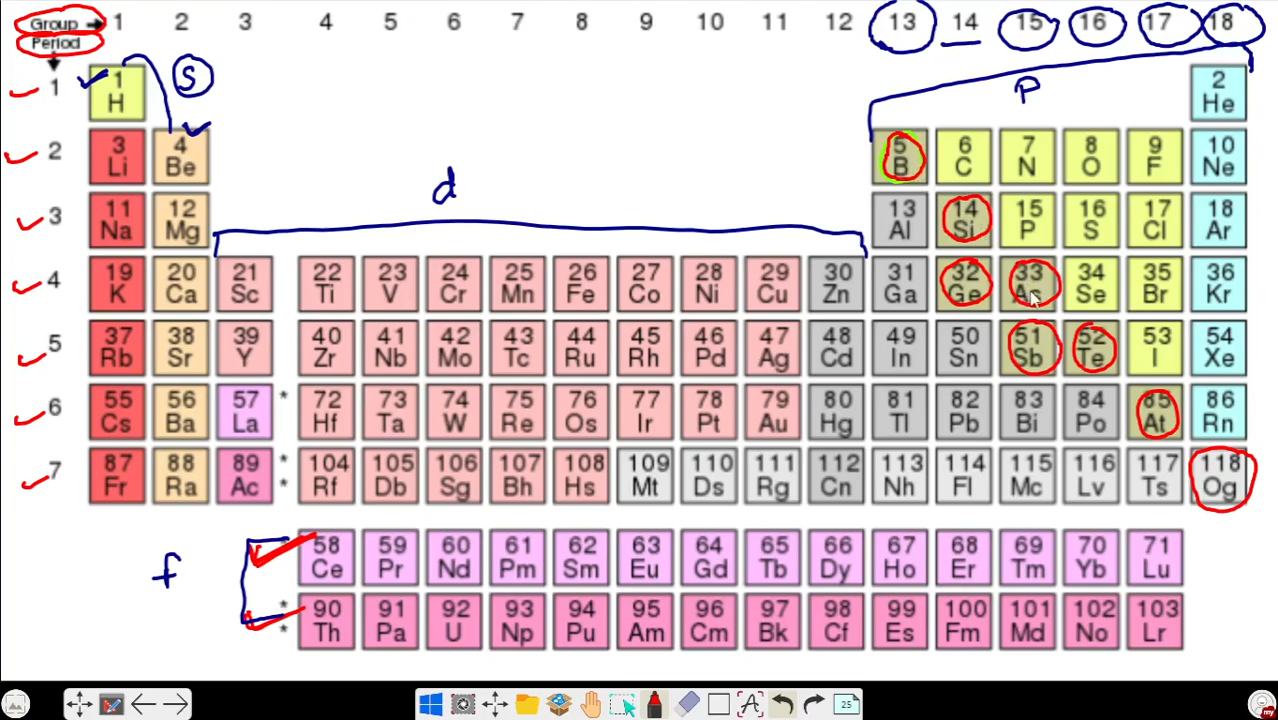 Group 1 2 3 4 5 6 7 8 9 10 11 12 13 14 15 16 17 18
Period
S
P
d
f
1 1 2
H He
2 3 4 5 6 7 8 9 10
Li Be B C N O F Ne
3 11 12 13 14 15 16 17 18
Na Mg Al Si P S Cl Ar
4 19 20 21 22 23 24 25 26 27 28 29 30 31 32 33 34 35 36
K Ca Sc Ti V Cr Mn Fe Co Ni Cu Zn Ga Ge As Se Br Kr
5 37 38 39 40 41 42 43 44 45 46 47 48 49 50 51 52 53 54
Rb Sr Y Zr Nb Mo Tc Ru Rh Pd Ag Cd In Sn Sb Te I Xe
6 55 56 57 * 72 73 74 75 76 77 78 79 80 81 82 83 84 85 86
Cs Ba La Hf Ta W Re Os Ir Pt Au Hg Tl Pb Bi Po At Rn
7 87 88 89 * 104 105 106 107 108 109 110 111 112 113 114 115 116 117 118
Fr Ra Ac * Rf Db Sg Bh Hs Mt Ds Rg Cn Nh Fl Mc Lv Ts Og
* 58 59 60 61 62 63 64 65 66 67 68 69 70 71
Ce Pr Nd Pm Sm Eu Gd Tb Dy Ho Er Tm Yb Lu
* 90 91 92 93 94 95 96 97 98 99 100 101 102 103
* Th Pa U Np Pu Am Cm Bk Cf Es Fm Md No Lr
A 25 my